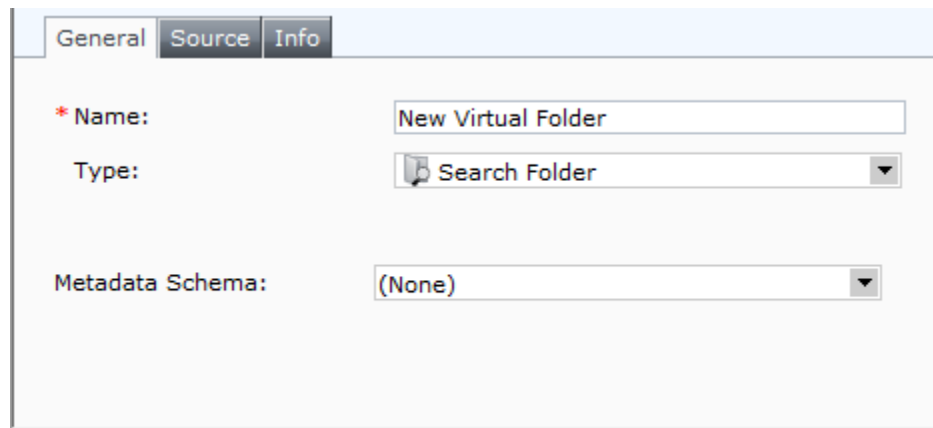 General Source Info
* Name: New Virtual Folder
Type: Search Folder
Metadata Schema: (None)